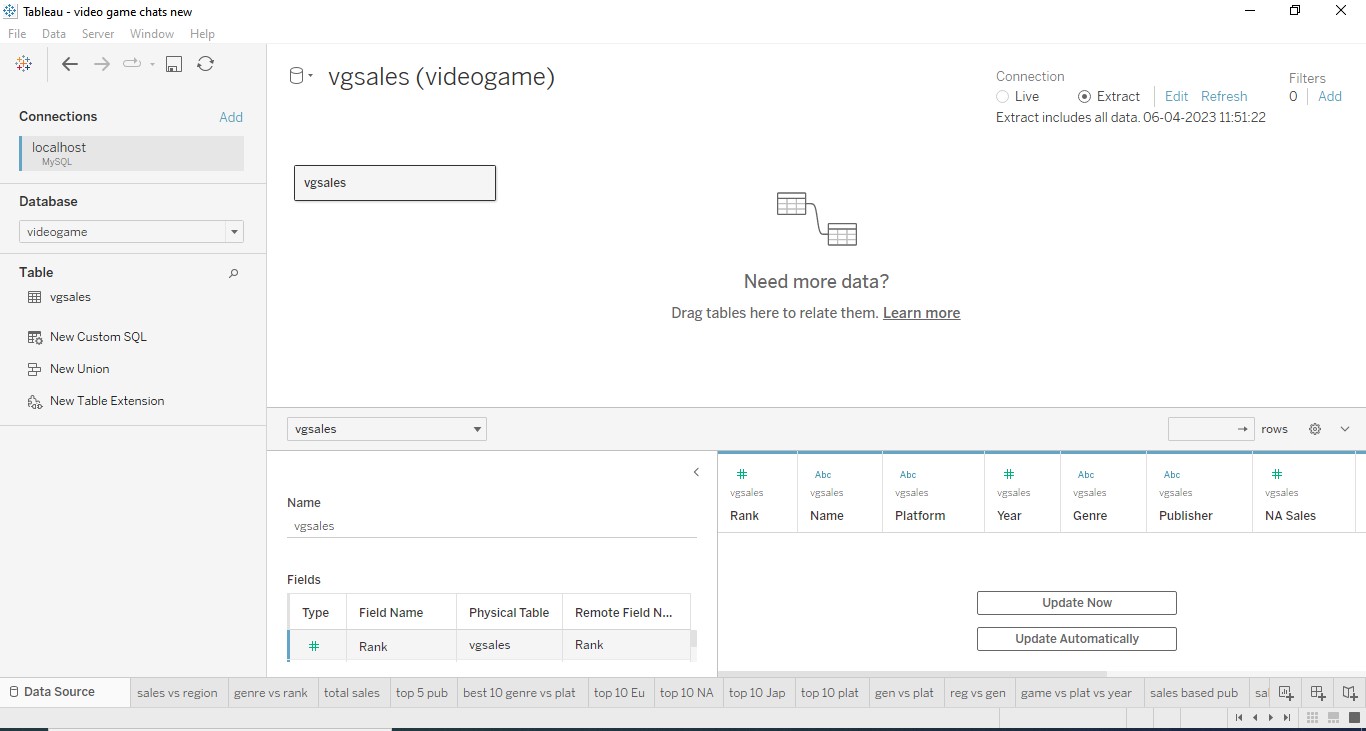 Tableau - video game chats new
File Data Server Window Help
Connections Add
localhost
MySQL
Database
videogame
Table
vgsales
New Custom SQL
New Union
New Table Extension
vgsales (videogame)
Connection
Live Extract Edit Refresh
Extract includes all data. 06-04-2023 11:51:22
Filters
0 Add
vgsales
Need more data?
Drag tables here to relate them. Learn more
vgsales
rows
Name
vgsales
Fields
Type Field Name Physical Table Remote Field N...
# Rank vgsales Rank
# Abc Abc # Abc Abc #
vgsales vgsales vgsales vgsales vgsales vgsales vgsales
Rank Name Platform Year Genre Publisher NA Sales
Update Now
Update Automatically
Data Source sales vs region genre vs rank total sales top 5 pub best 10 genre vs plat top 10 Eu top 10 NA top 10 Jap top 10 plat gen vs plat reg vs gen game vs plat vs year sales based pub sal